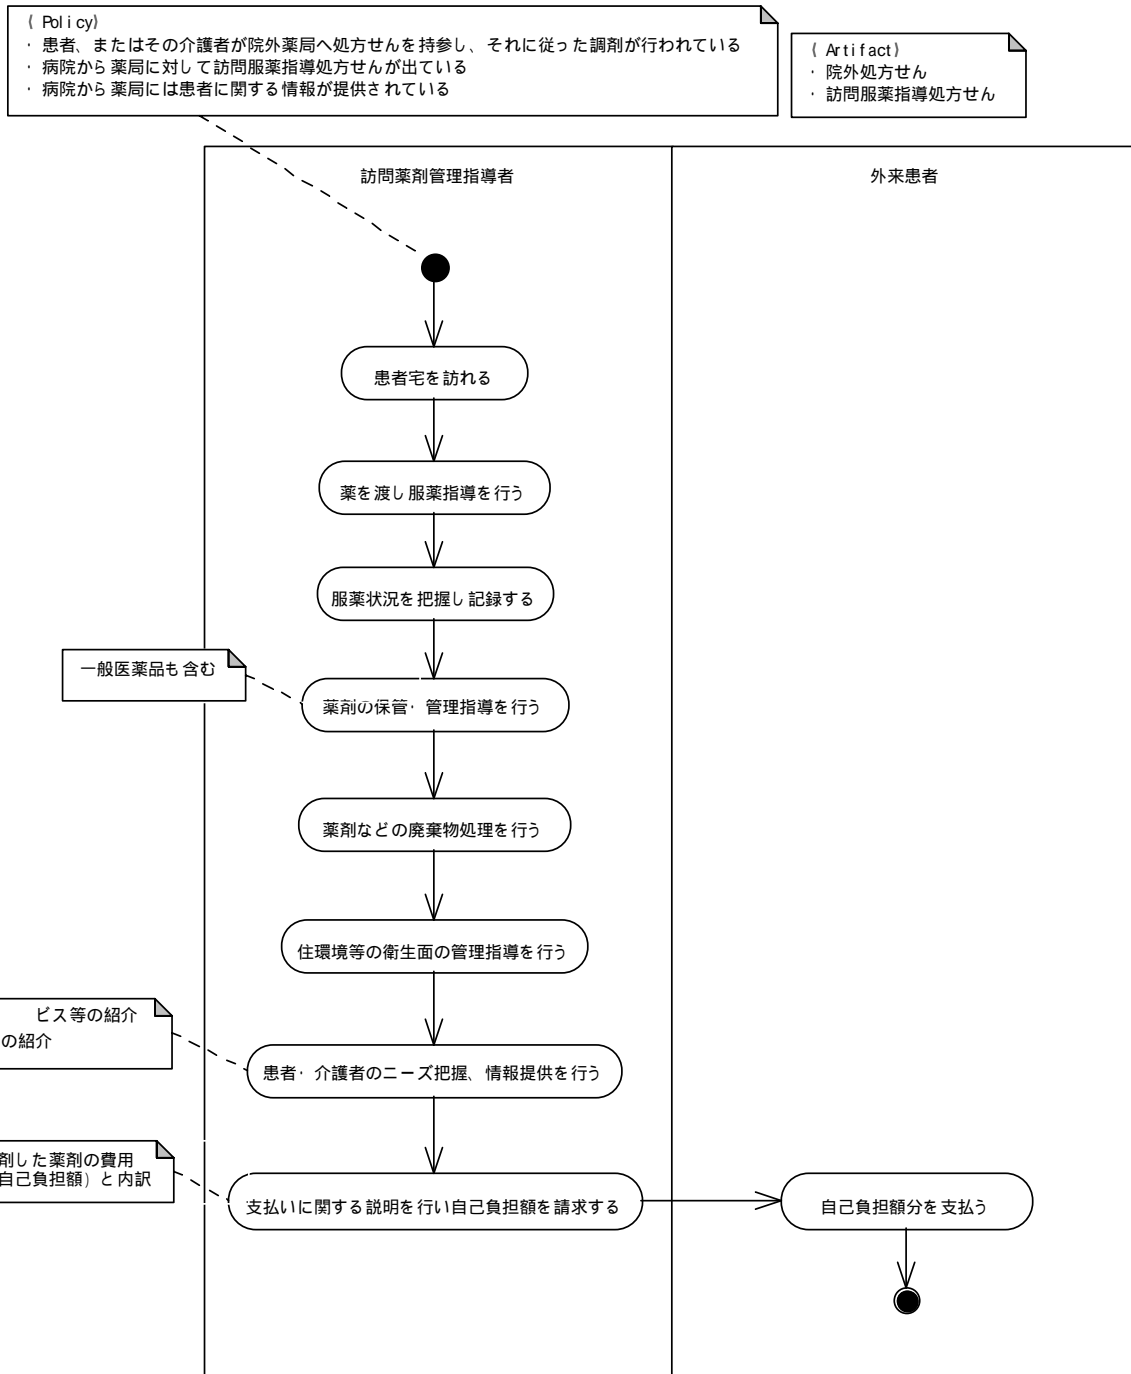 (Policy)
・患者、またはその介護者が院外薬局へ処方せんを持参し、それに従った調剤が行われている
・病院から薬局に対して訪問服薬指導処方せんが出ている
・病院から薬局には患者に関する情報が提供されている
(Artifact)
・院外処方せん
・訪問服薬指導処方せん
訪問薬剤管理指導者
外来患者
患者宅を訪れる
薬を渡し服薬指導を行う
服薬状況を把握し記録する
一般医薬品も含む
薬剤の保管・管理指導を行う
薬剤などの廃棄物処理を行う
住環境等の衛生面の管理指導を行う
ビス等の紹介
の紹介
患者・介護者のニーズ把握、情報提供を行う
剤した薬剤の費用
自己負担額)と内訳
支払いに関する説明を行い自己負担額を請求する
自己負担額分を支払う